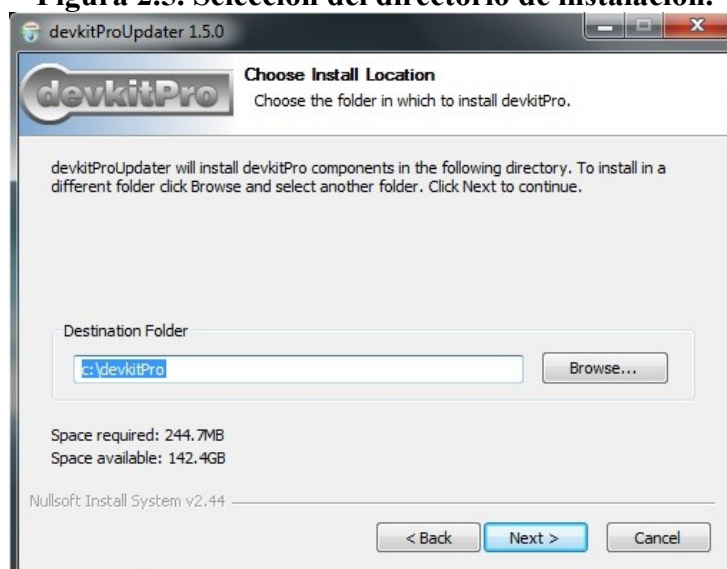 Figura 2.5. Selección del directorio de instalación.
devkitProUpdater 1.5.0
devkitPro
Choose Install Location
Choose the folder in which to install devkitPro.
devkitProUpdater will install devkitPro components in the following directory. To install in a
different folder click Browse and select another folder. Click Next to continue.
Destination Folder
c:\devkitPro
Browse...
Space required: 244.7MB
Space available: 142.4GB
Nullsoft Install System v2.44
< Back
Next >
Cancel